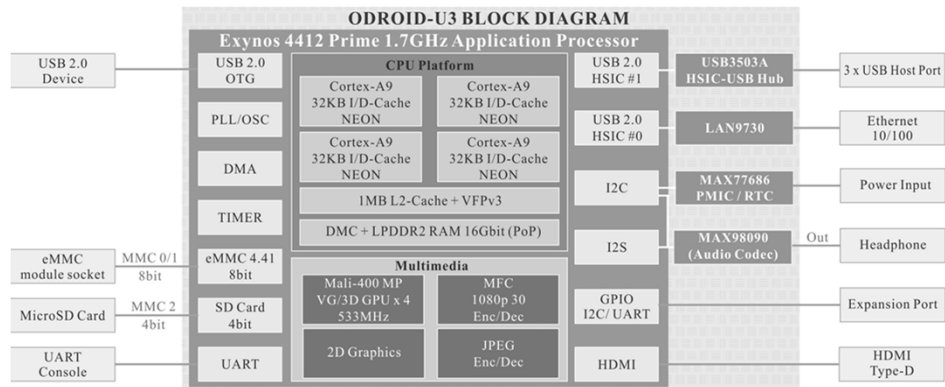 ODROID-U3 BLOCK DIAGRAM
Exynos 4412 Prime 1.7GHz Application Processor
USB 2.0
Device
eMMC
module socket
MMC 0/1
8bit
MicroSD Card
MMC 2
4bit
UART
Console
USB 2.0
OTG
PLL/OSC
DMA
TIMER
eMMC 4.41
8bit
SD Card
4bit
UART
CPU Platform
Cortex-A9
32KB I/D-Cache
NEON
Cortex-A9
32KB I/D-Cache
NEON
Cortex-A9
32KB I/D-Cache
NEON
Cortex-A9
32KB I/D-Cache
NEON
1MB L2-Cache + VFPv3
DMC + LPDDR2 RAM 16Gbit (PoP)
Multimedia
Mali-400 MP
VG/3D GPU x 4
533MHz
MFC
1080p 30
Enc/Dec
2D Graphics
JPEG
Enc/Dec
USB 2.0
HSIC #1
USB 2.0
HSIC #0
I2C
I2S
GPIO
I2C/ UART
HDMI
USB3503A
HSIC-USB Hub
LAN9730
MAX77686
PMIC / RTC
MAX98090
(Audio Codec)
Out
3 x USB Host Port
Ethernet
10/100
Power Input
Headphone
Expansion Port
HDMI
Type-D